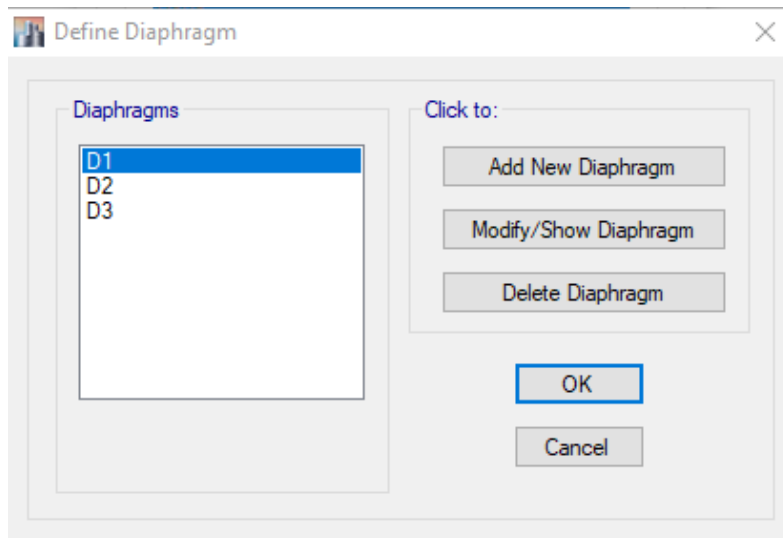 Define Diaphragm
Diaphragms
D1
D2
D3
Click to:
Add New Diaphragm
Modify/Show Diaphragm
Delete Diaphragm
OK
Cancel